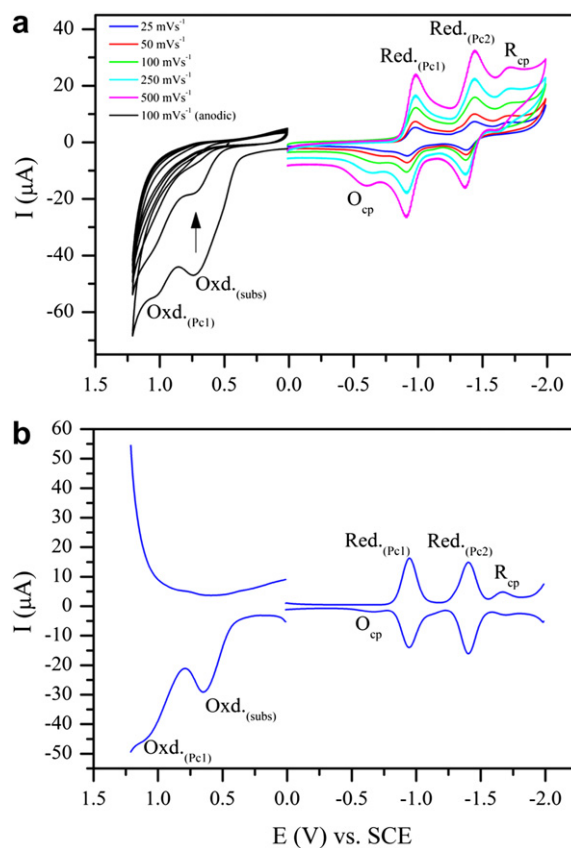 a
25 mVs⁻¹
50 mVs⁻¹
100 mVs⁻¹
250 mVs⁻¹
500 mVs⁻¹
100 mVs⁻¹ (anodic)
Red.(Pc1)
Red.(Pc2)
Rcp
Ocp
Oxd.(subs)
Oxd.(Pc1)
I (µA)
40
20
0
-20
-40
-60
1.5 1.0 0.5 0.0 -0.5 -1.0 -1.5 -2.0
b
Red.(Pc1)
Red.(Pc2)
Rcp
Ocp
Oxd.(subs)
Oxd.(Pc1)
I (µA)
60
50
40
30
20
10
0
-10
-20
-30
-40
-50
1.5 1.0 0.5 0.0 -0.5 -1.0 -1.5 -2.0
E (V) vs. SCE